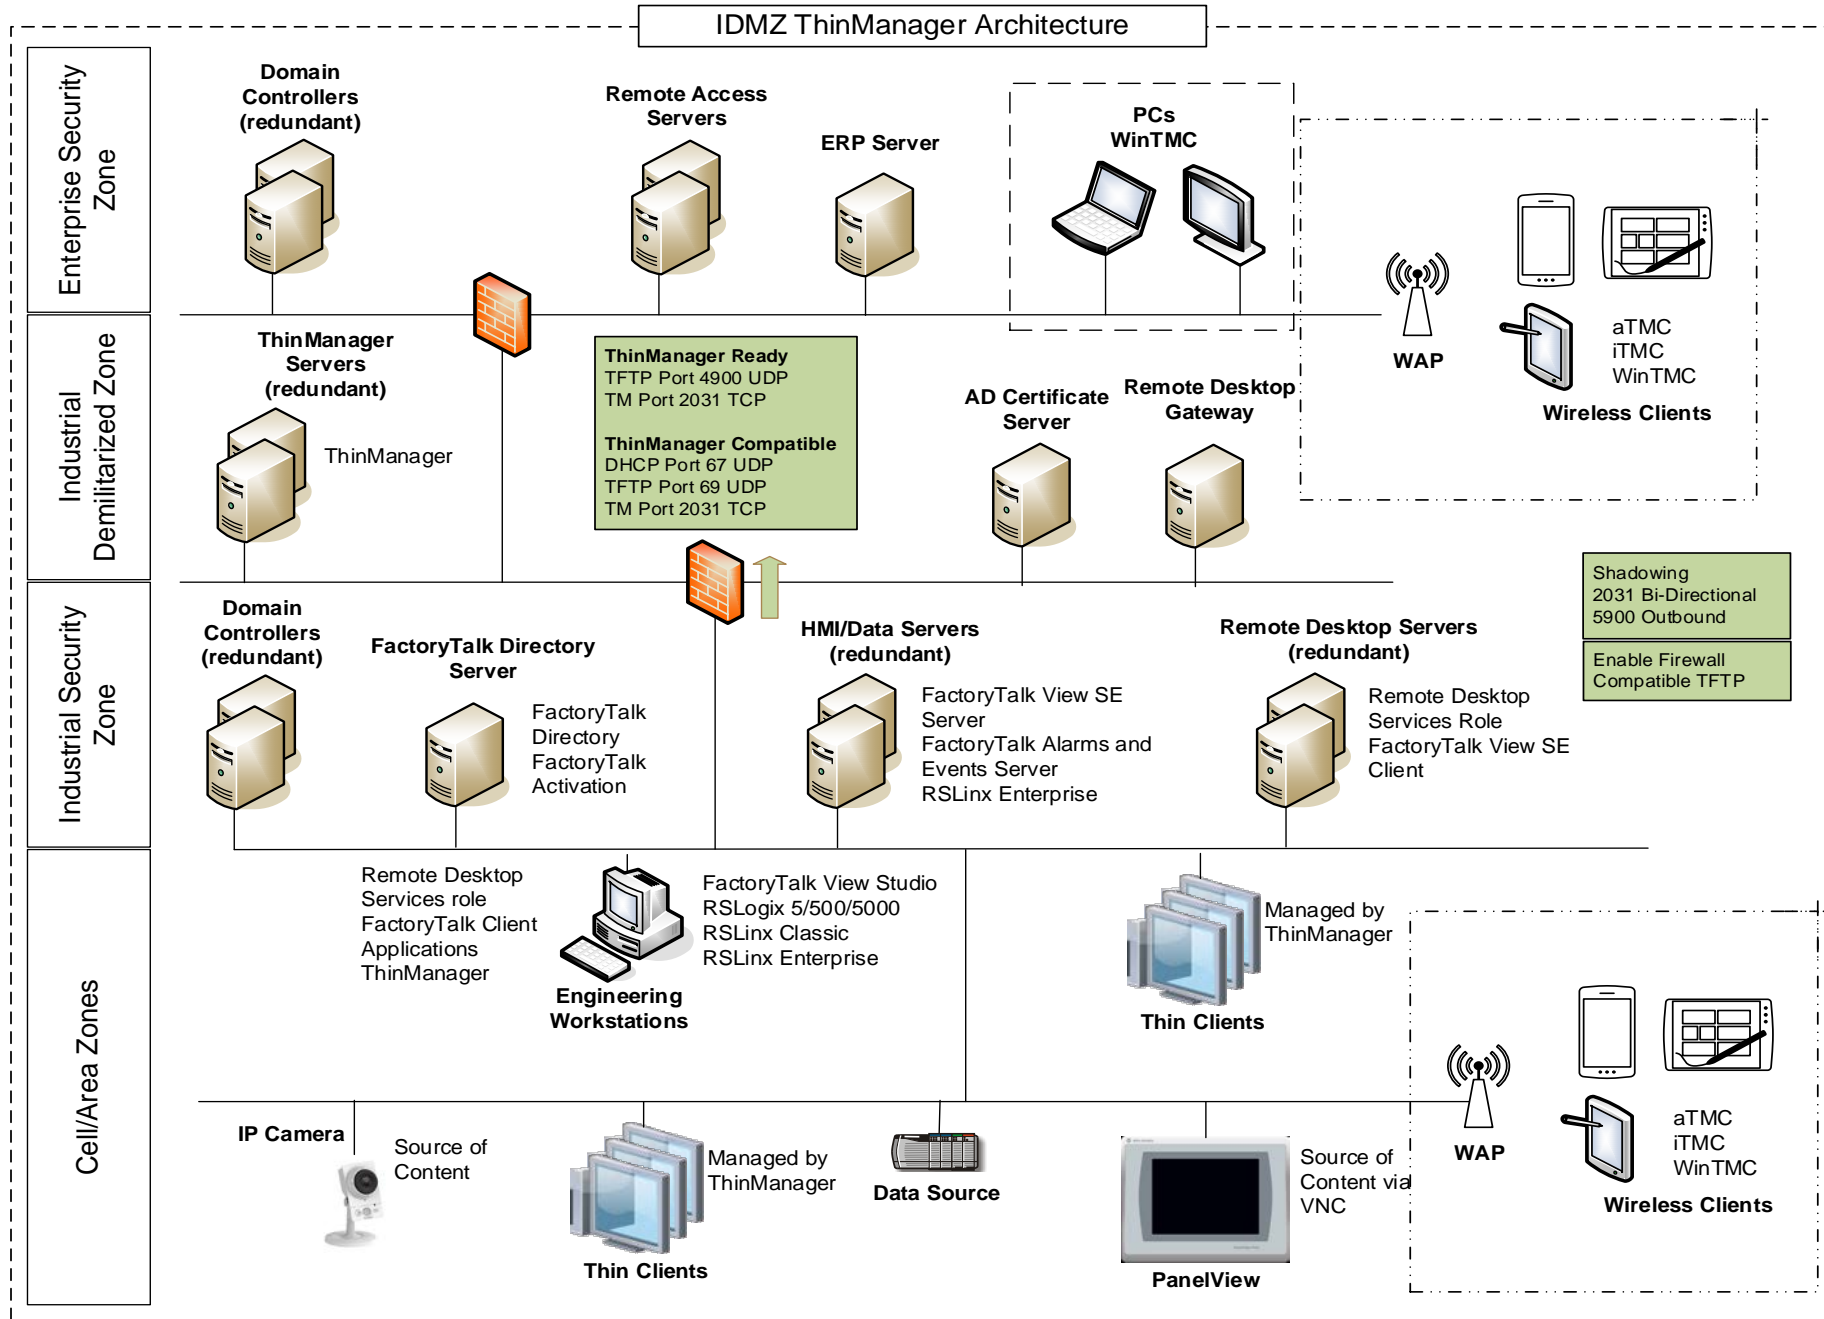 IDMZ ThinManager Architecture
Enterprise Security
Zone
Domain
Controllers
(redundant)
Remote Access
Servers
ERP Server
PCs
WinTMC
WAP
aTMC
iTMC
WinTMC
Wireless Clients
Industrial
Demilitarized Zone
ThinManager
Servers
(redundant)
ThinManager
ThinManager Ready
TFTP Port 4900 UDP
TM Port 2031 TCP
ThinManager Compatible
DHCP Port 67 UDP
TFTP Port 69 UDP
TM Port 2031 TCP
AD Certificate
Server
Remote Desktop
Gateway
Shadowing
2031 Bi-Directional
5900 Outbound
Enable Firewall
Compatible TFTP
Industrial Security
Zone
Domain
Controllers
(redundant)
FactoryTalk Directory
Server
FactoryTalk
Directory
FactoryTalk
Activation
HMI/Data Servers
(redundant)
FactoryTalk View SE
Server
FactoryTalk Alarms and
Events Server
RSLinx Enterprise
Remote Desktop Servers
(redundant)
Remote Desktop
Services Role
FactoryTalk View SE
Client
Cell/Area Zones
Remote Desktop
Services role
FactoryTalk Client
Applications
ThinManager
FactoryTalk View Studio
RSLogix 5/500/5000
RSLinx Classic
RSLinx Enterprise
Engineering
Workstations
Managed by
ThinManager
Thin Clients
IP Camera
Source of
Content
Managed by
ThinManager
Thin Clients
Data Source
Source of
Content via
VNC
PanelView
WAP
aTMC
iTMC
WinTMC
Wireless Clients